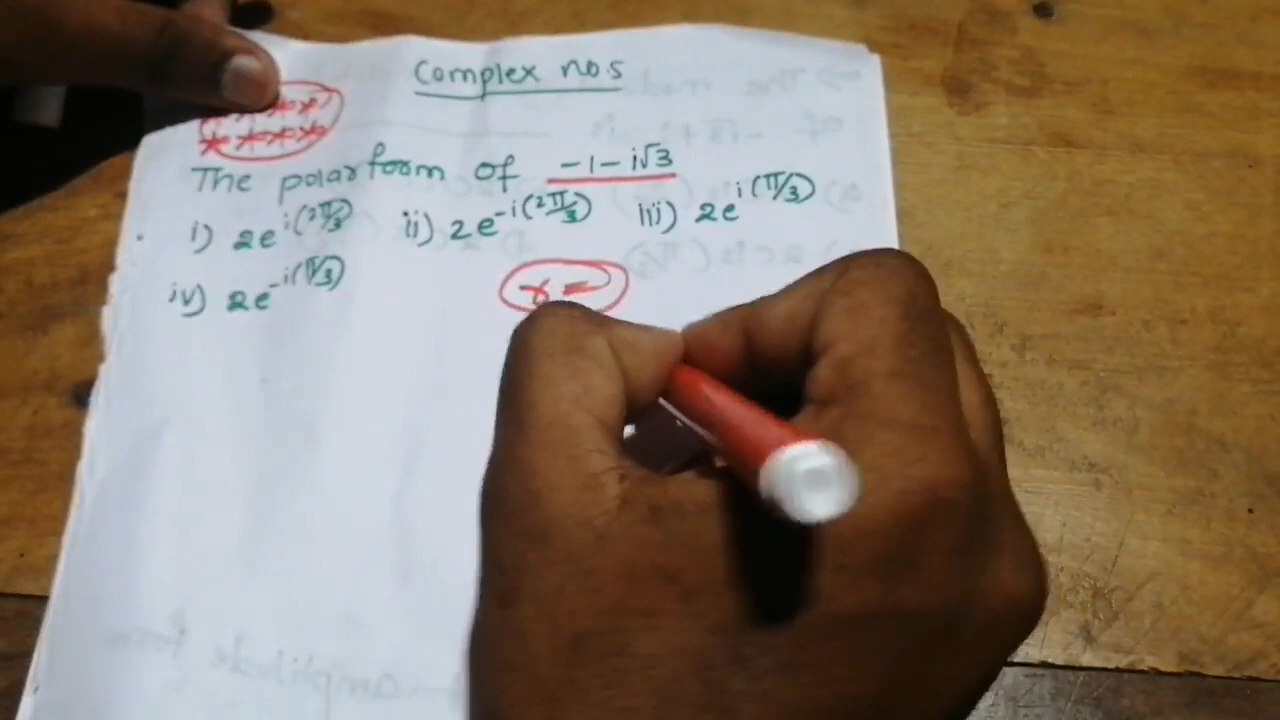 Complex no.s
The polar form of -1-i√3
i) 2e^i(2π/3) ii) 2e^-i(2π/3) iii) 2e^i(π/3)
iv) 2e^-i(π/3)